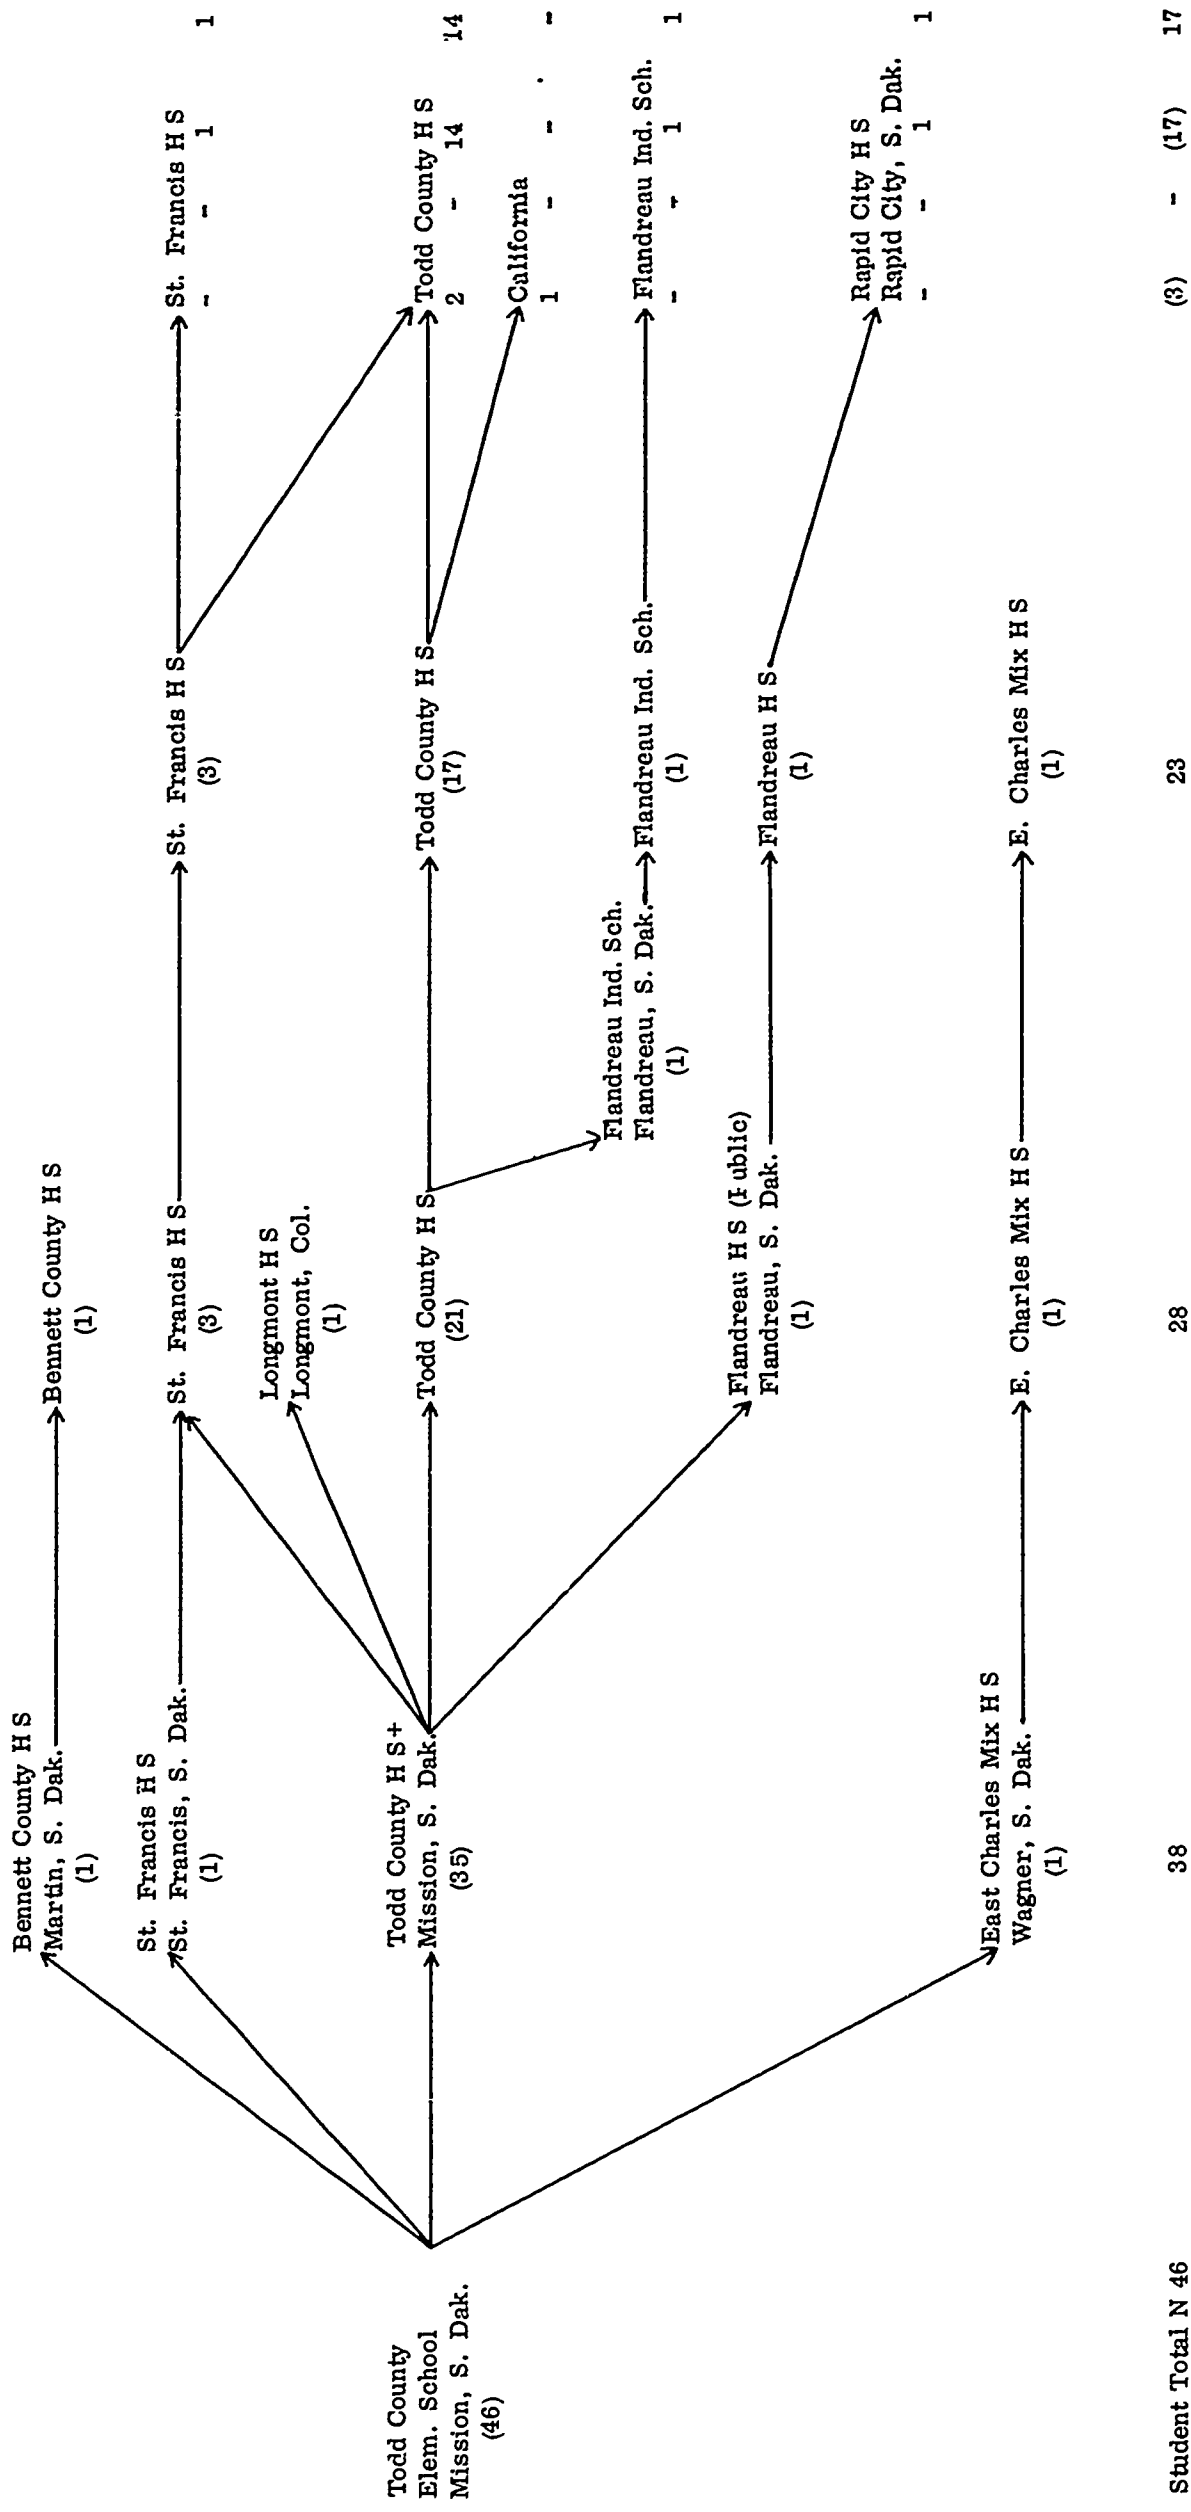 Todd County
Elem. School
Mission, S. Dak.
(46)
Bennett County H S
Martin, S. Dak.
(1)
St. Francis H S
St. Francis, S. Dak.
(1)
Todd County H S+
Mission, S. Dak.
(35)
East Charles Mix H S
Wagner, S. Dak.
(1)
Bennett County H S
(1)
St. Francis H S
(3)
Longmont H S
Longmont, Col.
(1)
Todd County H S
(21)
Flandreau H S (Public)
Flandreau, S. Dak.
(1)
E. Charles Mix H S
(1)
Flandreau Ind. Sch.
Flandreau, S. Dak.
(1)
St. Francis H S
(3)
Todd County H S
(17)
Flandreau Ind. Sch.
(1)
Flandreau H S
(1)
E. Charles Mix H S
(1)
St. Francis H S
- - 1 1
Todd County H S
2 - 14 14
California
1 - - -
Flandreau Ind. Sch.
- - 1 1
Rapid City H S
Rapid City, S. Dak.
- - 1 1
Student Total N 46 38 28 23 (3) - (17) 17